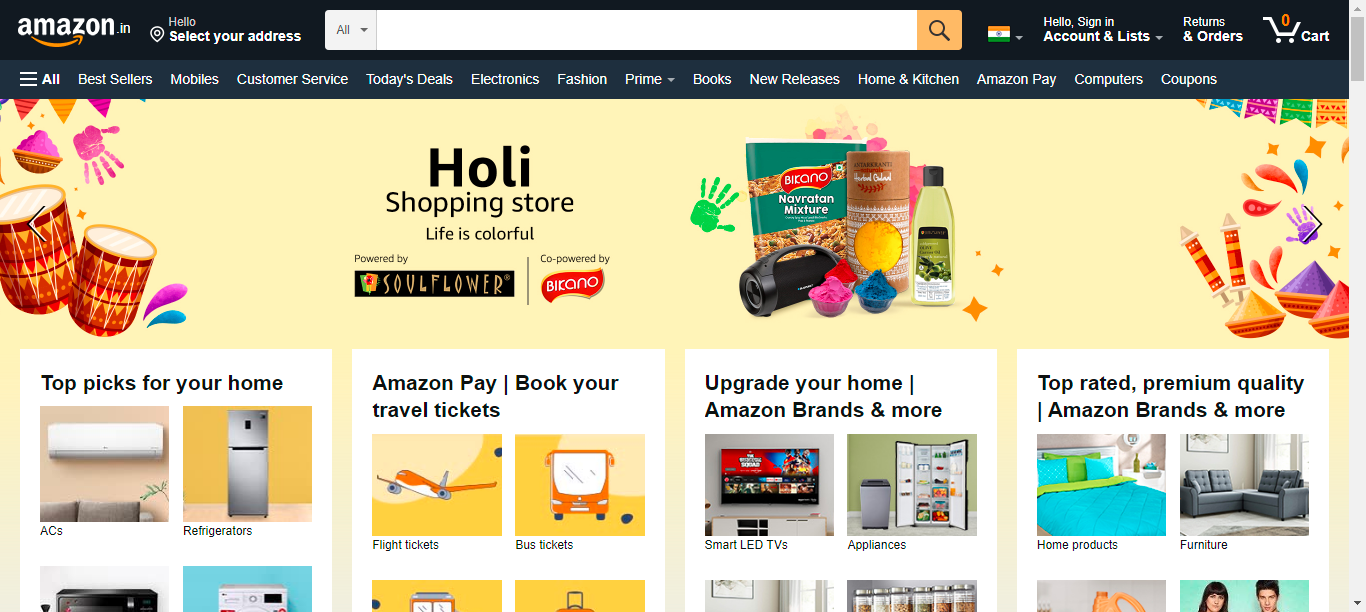 amazon.in
Hello
Select your address
All
Hello, Sign in
Account & Lists
Returns
& Orders
0
Cart
All
Best Sellers
Mobiles
Customer Service
Today's Deals
Electronics
Fashion
Prime
Books
New Releases
Home & Kitchen
Amazon Pay
Computers
Coupons
Holi
Shopping store
Life is colorful
Powered by
SOULFLOWER®
Co-powered by
BIKANO
BIKANO
Navratan
Mixture
Herbal Gulaal
Top picks for your home
ACs
Refrigerators
Amazon Pay | Book your
travel tickets
Flight tickets
Bus tickets
Upgrade your home |
Amazon Brands & more
Smart LED TVs
Appliances
Top rated, premium quality
| Amazon Brands & more
Home products
Furniture